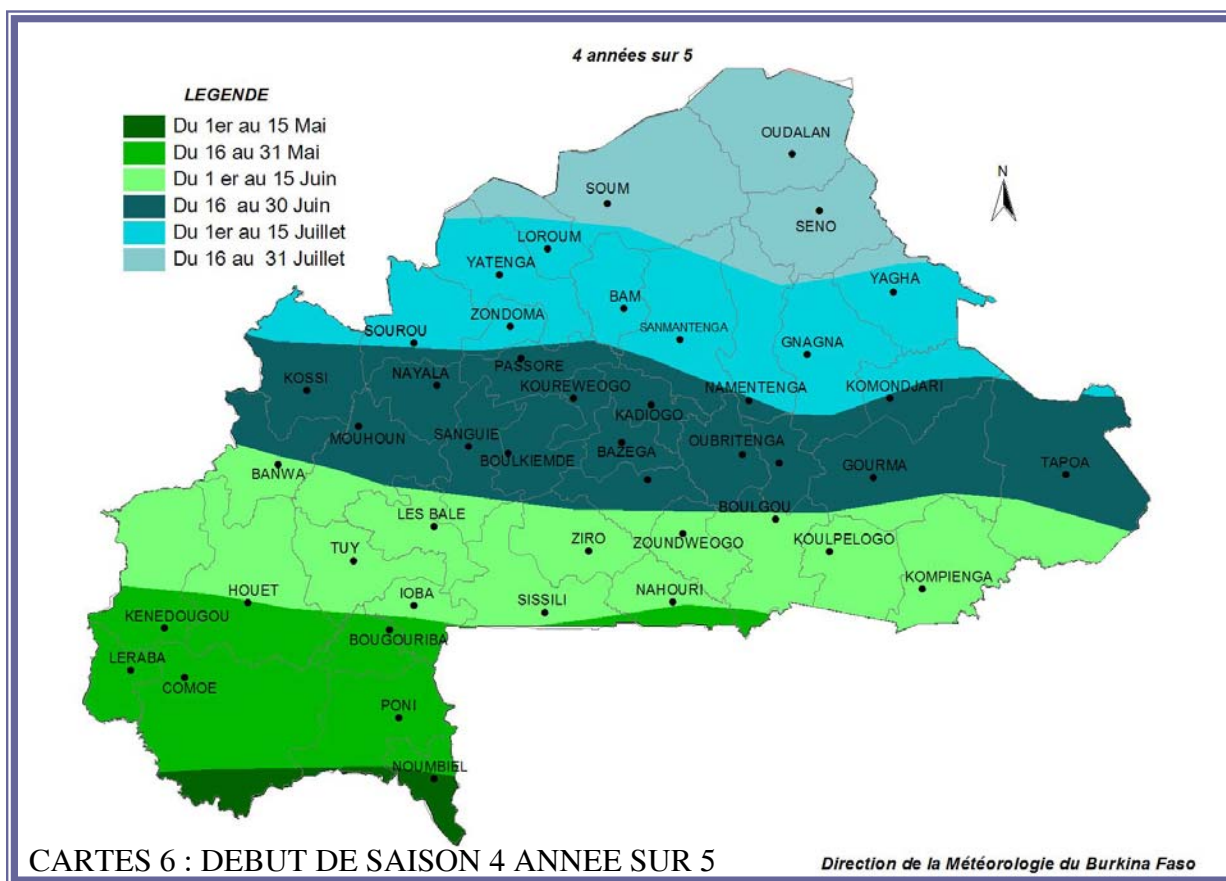 4 années sur 5
LEGENDE
Du 1er au 15 Mai
Du 16 au 31 Mai
Du 1 er au 15 Juin
Du 16 au 30 Juin
Du 1er au 15 Juillet
Du 16 au 31 Juillet
N
OUDALAN
SOUM
SENO
LOROUM
YATENGA
YAGHA
BAM
ZONDOMA
SOUROU
SANMANTENGA
GNAGNA
PASSORE
NAYALA
KOSSI
KOUREWEOGO
NAMENTENGA
KOMONDJARI
KADIOGO
MOUHOUN
SANGUIE
BOULKIEMDE
BAZEGA
OUBRITENGA
GOURMA
TAPOA
BANWA
LES BALE
BOULGOU
TUY
ZIRO
ZOUNDWEOGO
KOULPELOGO
KOMPIENGA
HOUET
IOBA
SISSILI
NAHOURI
KENEDOUGOU
BOUGOURIBA
LERABA
COMOE
PONI
NOUMBIEL
CARTES 6 : DEBUT DE SAISON 4 ANNEE SUR 5
Direction de la Météorologie du Burkina Faso